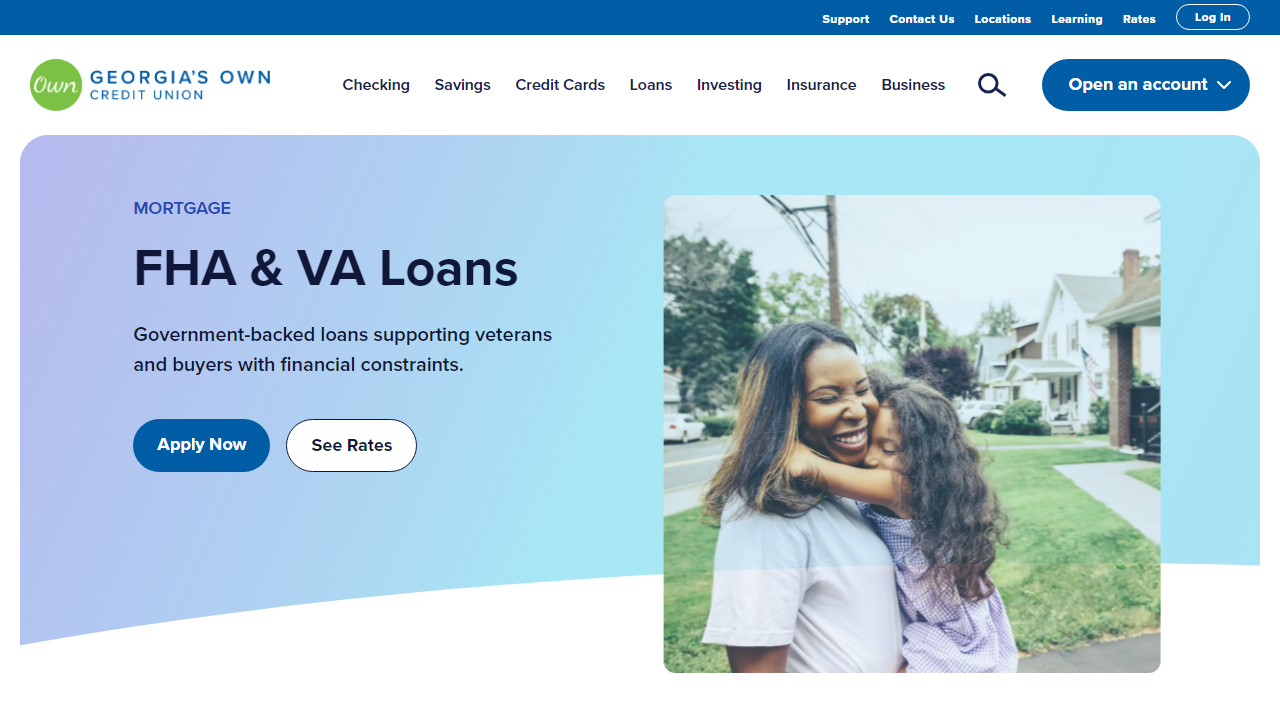 Support Contact Us Locations Learning Rates Log In
Own GEORGIA'S OWN
CREDIT UNION
Checking Savings Credit Cards Loans Investing Insurance Business Open an account
MORTGAGE
FHA & VA Loans
Government-backed loans supporting veterans
and buyers with financial constraints.
Apply Now See Rates